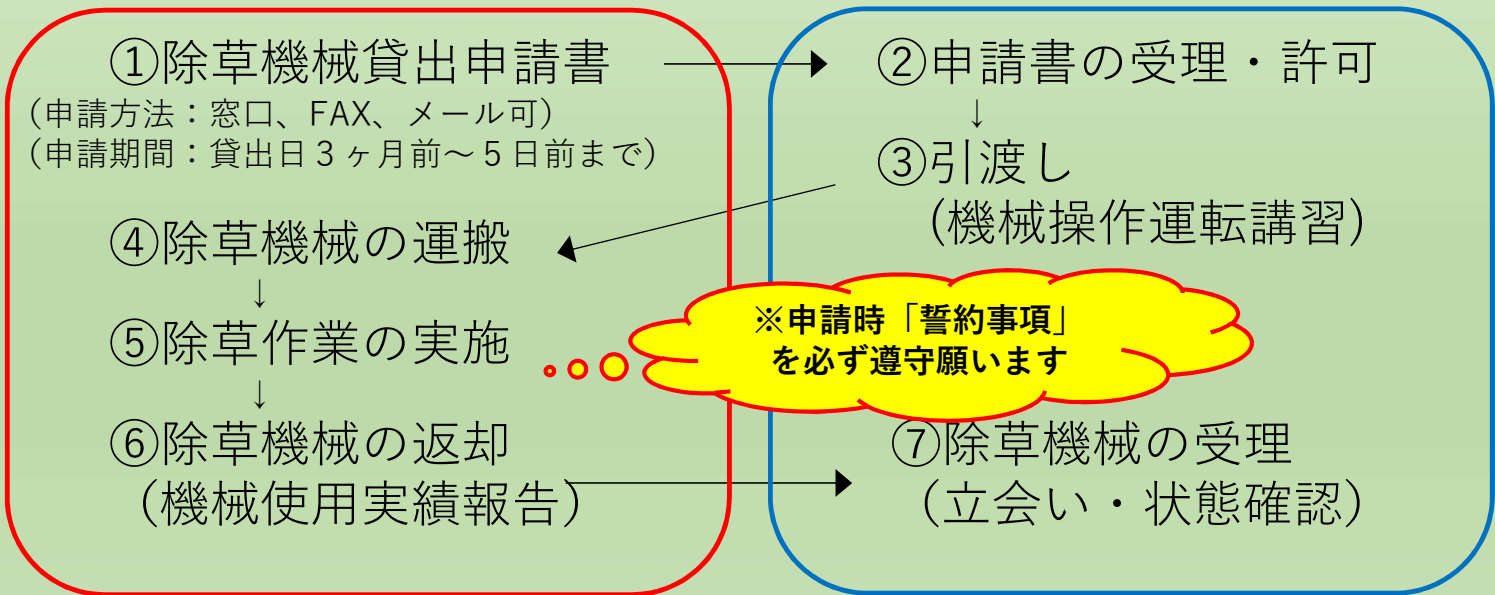 ①除草機械貸出申請書
（申請方法：窓口、FAX、メール可）
（申請期間：貸出日３ヶ月前～５日前まで）
②申請書の受理・許可
↓
③引渡し
（機械操作運転講習）
④除草機械の運搬
↓
⑤除草作業の実施
↓
※申請時「誓約事項」
を必ず遵守願います
⑥除草機械の返却
（機械使用実績報告）
⑦除草機械の受理
（立会い・状態確認）